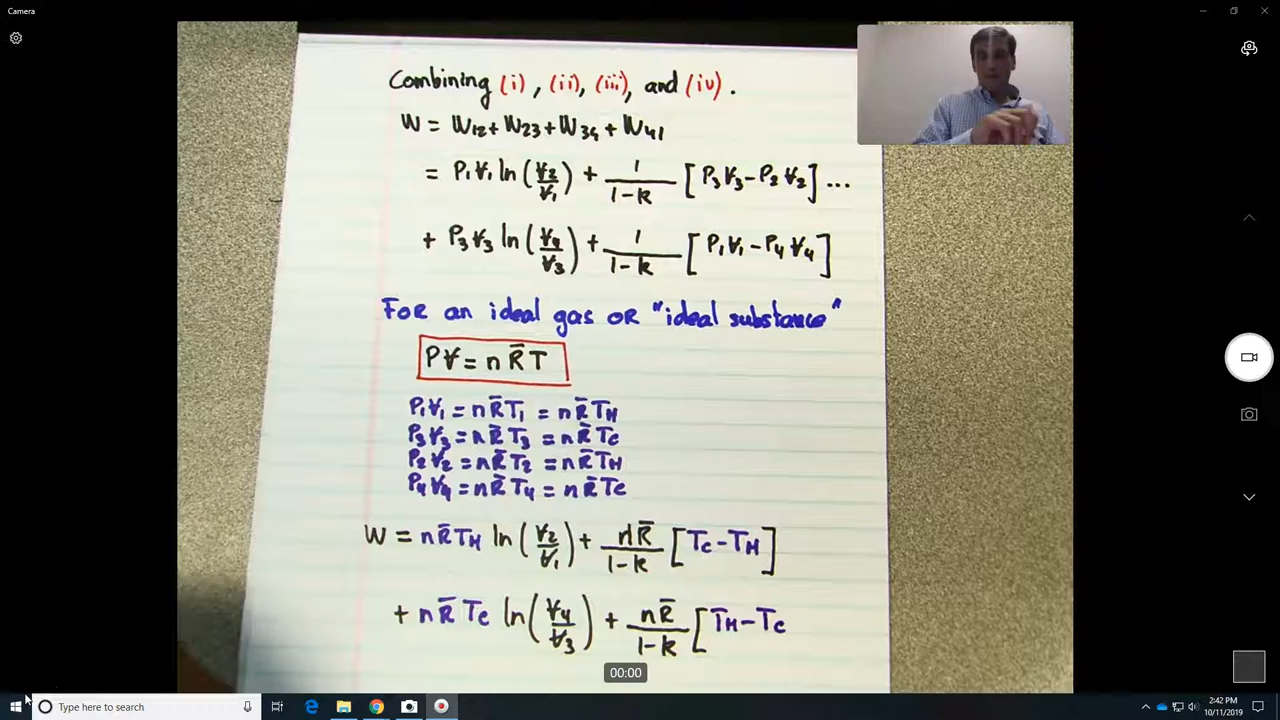 Camera
Combining (i), (ii), (iii), and (iv).
W = W12 + W23 + W34 + W41
= P1V1 ln(V2/V1) + 1/(1-k) [P3V3 - P2V2] ...
+ P3V3 ln(V4/V3) + 1/(1-k) [P1V1 - P4V4]
FOR an ideal gas OR "ideal substance"
PV = n R̄ T
P1V1 = nR̄T1 = nR̄TH
P3V3 = nR̄T3 = nR̄Tc
P2V2 = nR̄T2 = nR̄TH
P4V4 = nR̄T4 = nR̄Tc
W = nR̄TH ln(V2/V1) + nR̄/(1-k) [Tc - TH]
+ nR̄Tc ln(V4/V3) + nR̄/(1-k) [TH - Tc
00:00
Type here to search
2:42 PM
10/11/2019